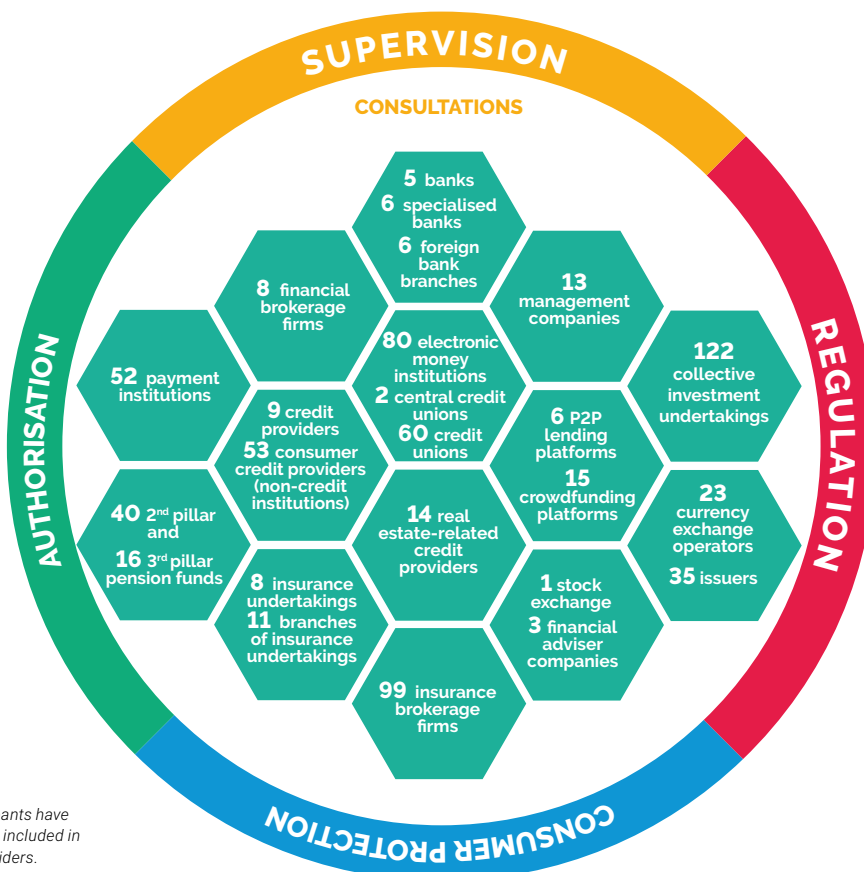 SUPERVISION
CONSULTATIONS
AUTHORISATION
REGULATION
5 banks
6 specialised
banks
6 foreign
bank
branches
8 financial
brokerage
firms
13
management
companies
52 payment
institutions
80 electronic
money
institutions
2 central credit
unions
60 credit
unions
122
collective
investment
undertakings
9 credit
providers
53 consumer
credit providers
(non-credit
institutions)
6 P2P
lending
platforms
15
crowdfunding
platforms
40 2nd pillar
and
16 3rd pillar
pension funds
14 real
estate-related
credit
providers
23
currency
exchange
operators
35 issuers
8 insurance
undertakings
11 branches
of insurance
undertakings
1 stock
exchange
3 financial
adviser
companies
99 insurance
brokerage
firms
CONSUMER PROTECTION
ants have
included in
iders.